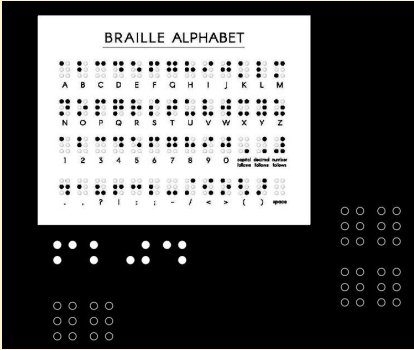 BRAILLE ALPHABET
A B C D E F G H I J K L M
N O P Q R S T U V W X Y Z
1 2 3 4 5 6 7 8 9 0 capital follows decimal follows number follows
? ! : ; - / < > ( ) space